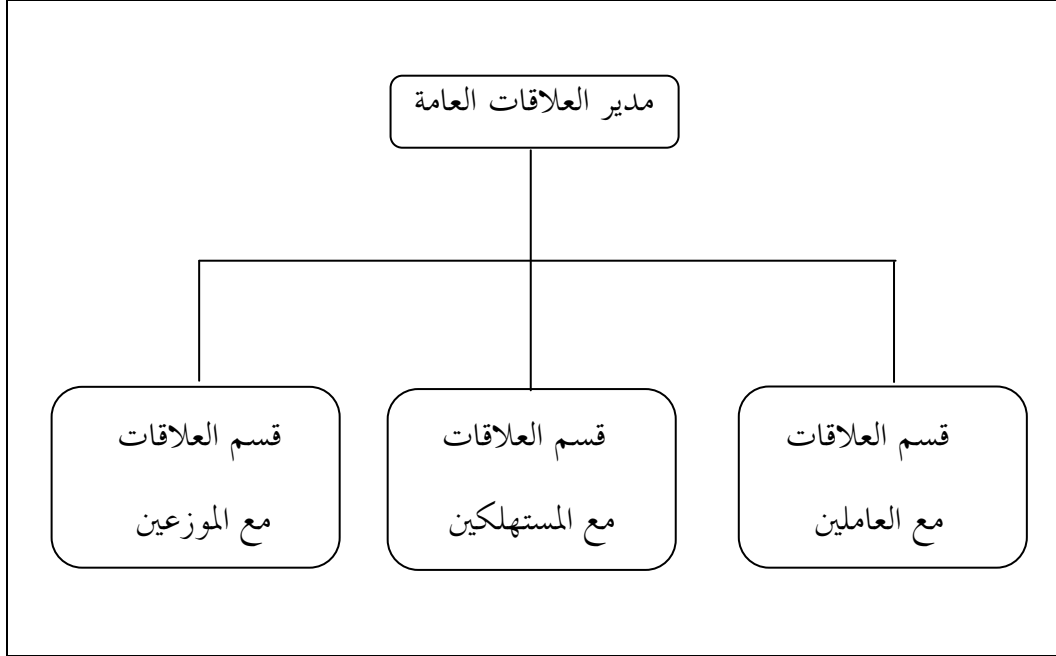 مدير العلاقات العامة
قسم العلاقات
مع العاملين
قسم العلاقات
مع المستهلكين
قسم العلاقات
مع الموزعين